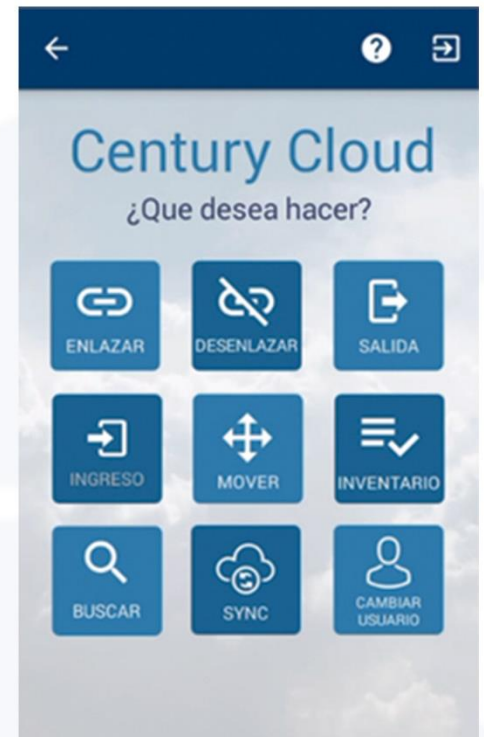 Century Cloud
¿Que desea hacer?
ENLAZAR
DESENLAZAR
SALIDA
INGRESO
MOVER
INVENTARIO
BUSCAR
SYNC
CAMBIAR
USUARIO